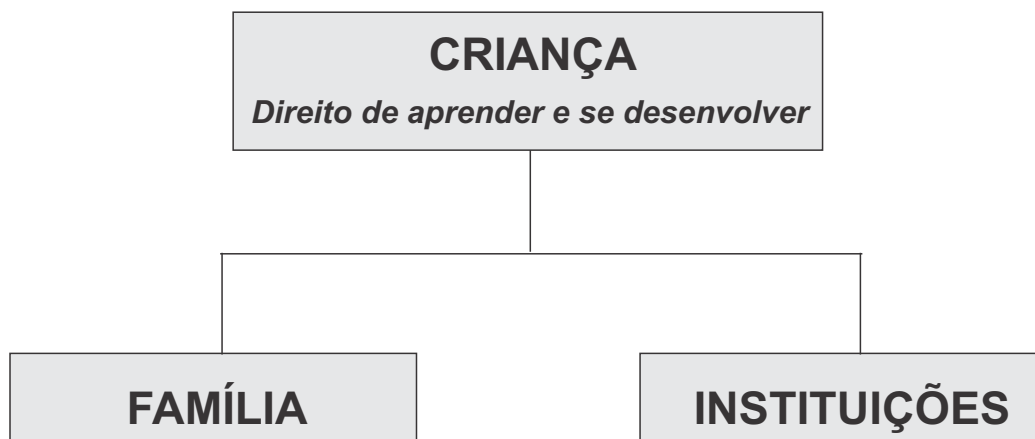 CRIANÇA
Direito de aprender e se desenvolver
FAMÍLIA
INSTITUIÇÕES